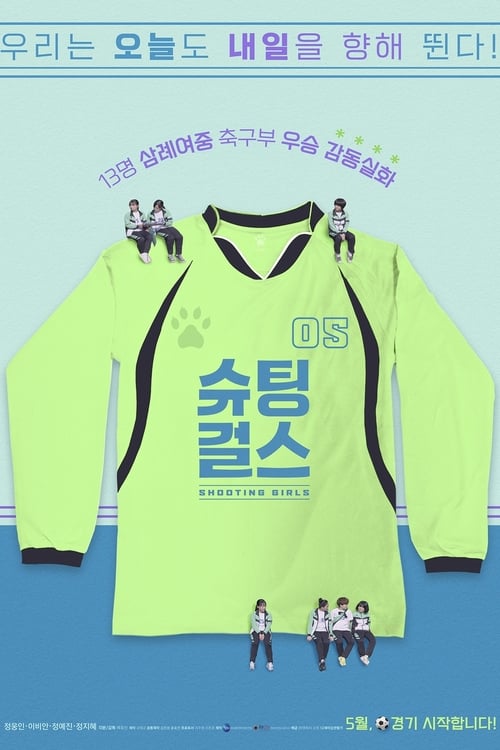 우리는 오늘도 내일을 향해 뛴다!
13명 삼례여중 축구부 우승 감동실화
05
슈팅
걸스
SHOOTING GIRLS
정웅인·이비안·정예진·정지혜
5월, 경기 시작합니다!